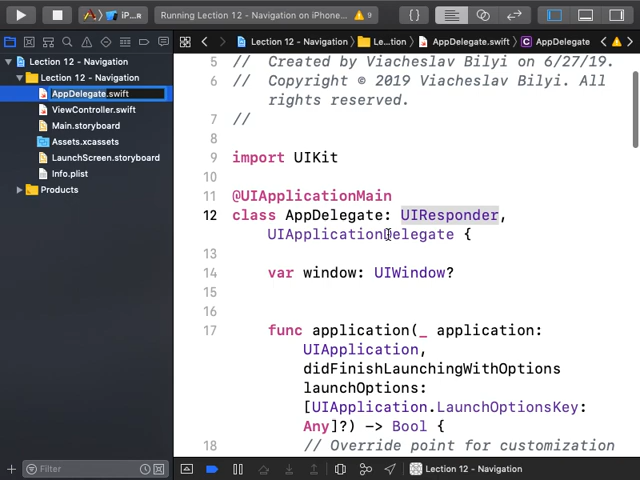 iP...R
Running Lection 12 - Navigation on iPhone...
9
Lection 12 - Navigation
Le...tion
AppDelegate.swift
AppDelegate
Lection 12 - Navigation
Lection 12 - Navigation
AppDelegate.swift
ViewController.swift
Main.storyboard
Assets.xcassets
LaunchScreen.storyboard
Info.plist
Products
Filter
5 // Created by Viacheslav Bilyi on 6/27/19.
6 // Copyright © 2019 Viacheslav Bilyi. All
rights reserved.
7 //
8
9 import UIKit
10
11 @UIApplicationMain
12 class AppDelegate: UIResponder,
UIApplicationDelegate {
13
14 var window: UIWindow?
15
16
17 func application(_ application:
UIApplication,
didFinishLaunchingWithOptions
launchOptions:
[UIApplication.LaunchOptionsKey:
Any]?) -> Bool {
18 // Override point for customization
Lection 12 - Navigation